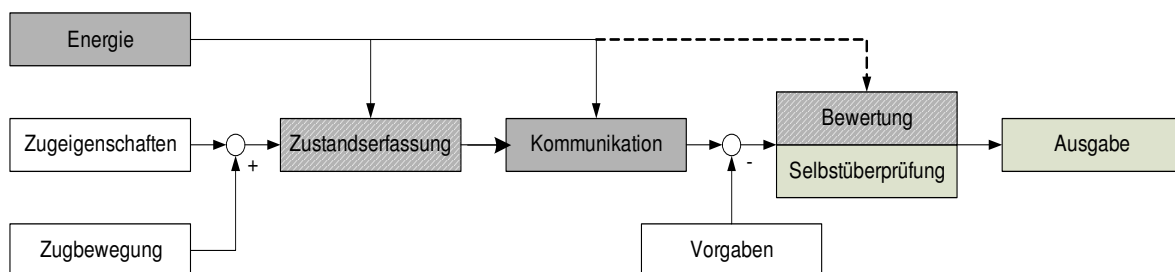 Energie
Zugeigenschaften
+
Zustandserfassung
Kommunikation
-
Bewertung
Selbstüberprüfung
Ausgabe
Zugbewegung
Vorgaben